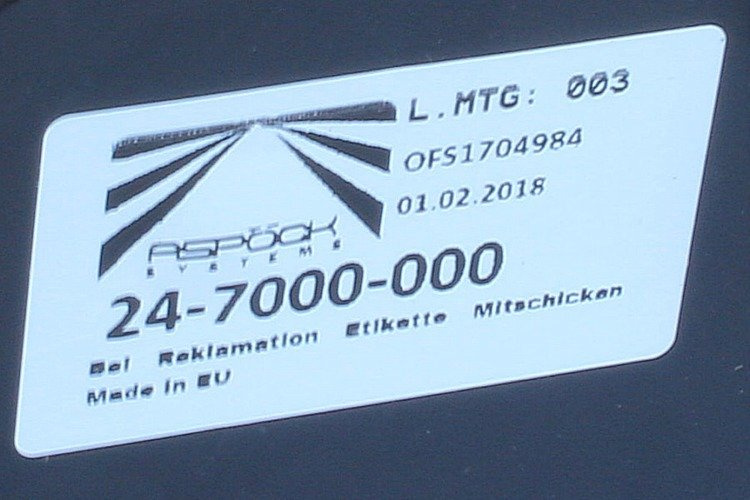 L.MTG: 003
OFS1704984
01.02.2018
ASPÖCK
SYSTEMS
24-7000-000
Bei Reklamation Etikette Mitschicken
Made in EU